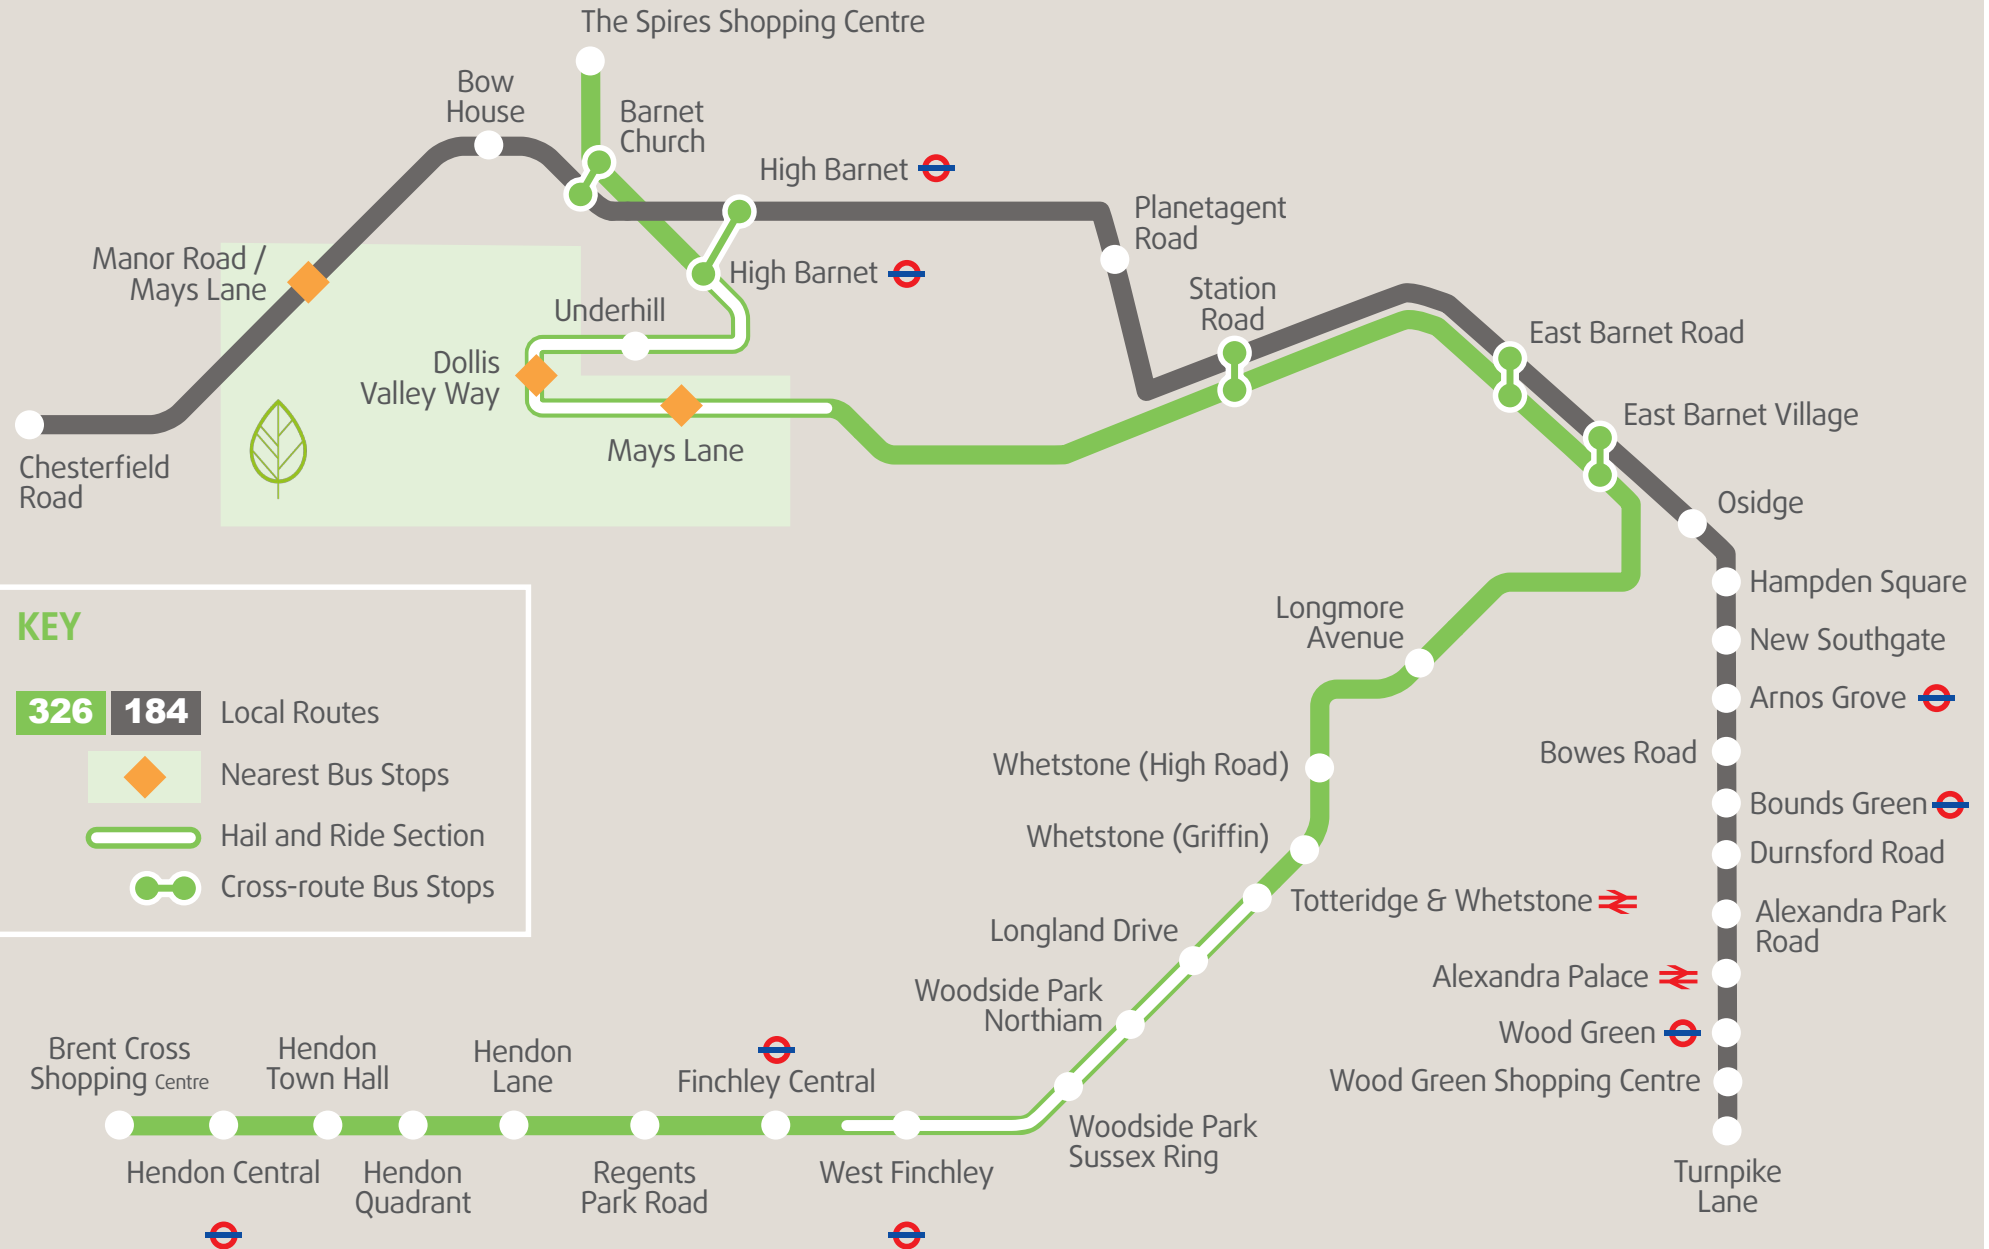 The Spires Shopping Centre
Bow
House
Barnet
Church
High Barnet
Planetagent
Road
Manor Road /
Mays Lane
High Barnet
Station
Road
Underhill
East Barnet Road
Dollis
Valley Way
East Barnet Village
Mays Lane
Chesterfield
Road
Osidge
Hampden Square
KEY
326 184 Local Routes
Nearest Bus Stops
Hail and Ride Section
Cross-route Bus Stops
Longmore
Avenue
New Southgate
Arnos Grove
Bowes Road
Whetstone (High Road)
Bounds Green
Whetstone (Griffin)
Durnsford Road
Totteridge & Whetstone
Alexandra Park
Road
Longland Drive
Alexandra Palace
Woodside Park
Northiam
Wood Green
Wood Green Shopping Centre
Brent Cross
Shopping Centre
Hendon
Town Hall
Hendon
Lane
Finchley Central
Woodside Park
Sussex Ring
Hendon Central
Hendon
Quadrant
Regents
Park Road
West Finchley
Turnpike
Lane